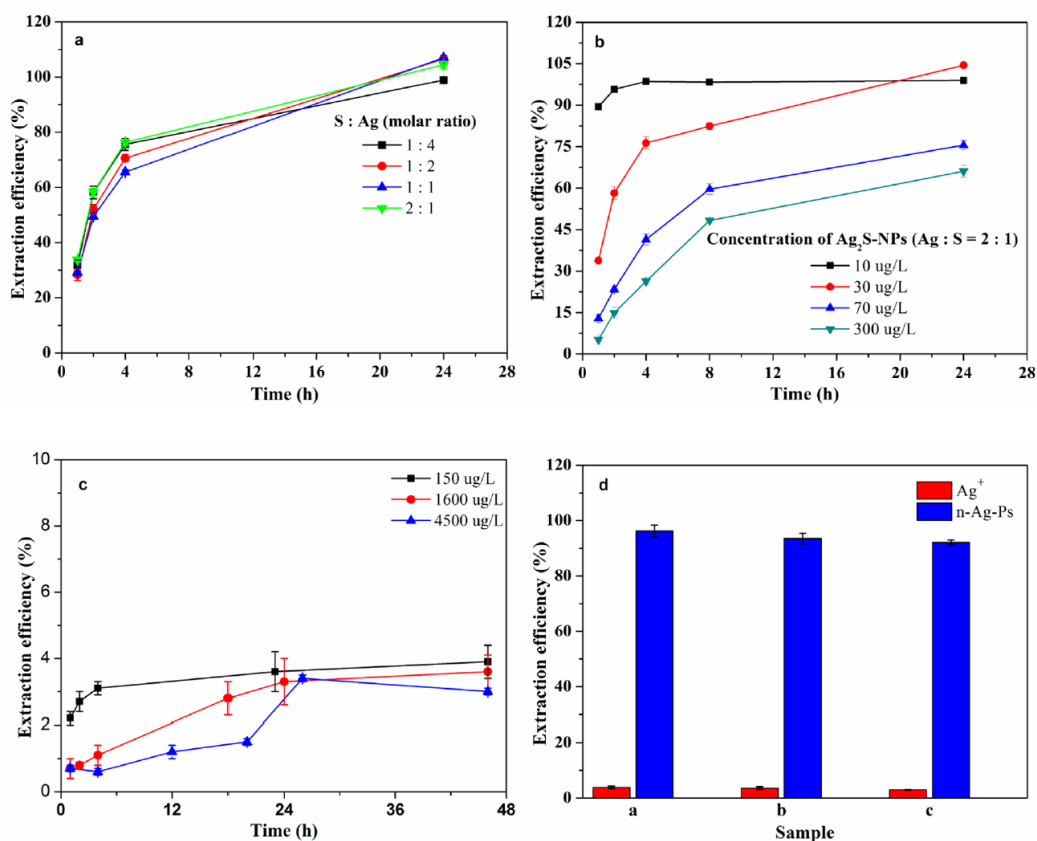 a
S : Ag (molar ratio)
1 : 4
1 : 2
1 : 1
2 : 1
Extraction efficiency (%)
120
100
80
60
40
20
0
0 4 8 12 16 20 24 28
Time (h)
b
Concentration of Ag₂S-NPs (Ag : S = 2 : 1)
10 ug/L
30 ug/L
70 ug/L
300 ug/L
Extraction efficiency (%)
120
105
90
75
60
45
30
15
0
0 4 8 12 16 20 24 28
Time (h)
c
150 ug/L
1600 ug/L
4500 ug/L
Extraction efficiency (%)
10
8
6
4
2
0
0 12 24 36 48
Time (h)
d
Ag⁺
n-Ag-Ps
Extraction efficiency (%)
120
100
80
60
40
20
0
a b c
Sample